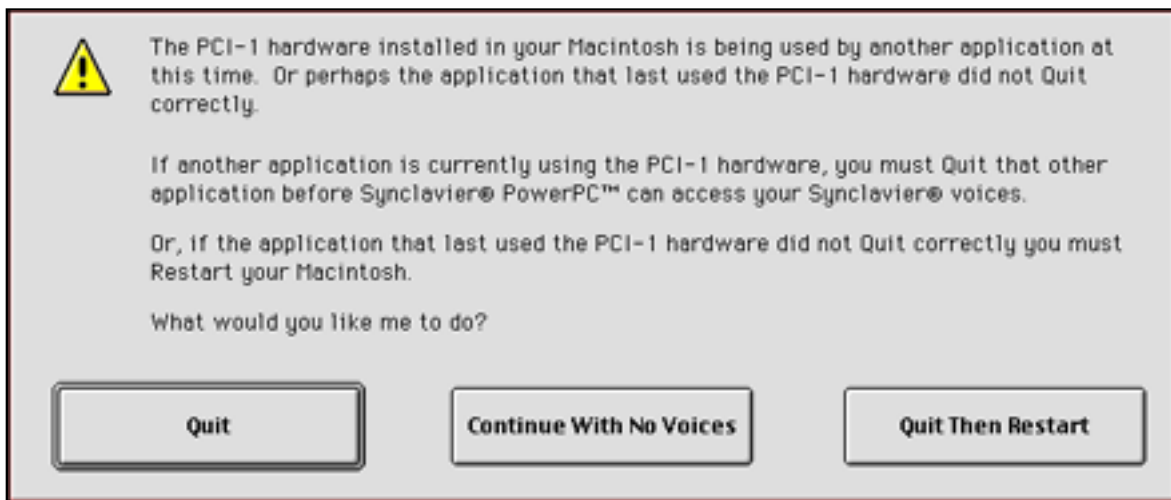 The PCI-1 hardware installed in your Macintosh is being used by another application at
this time.  Or perhaps the application that last used the PCI-1 hardware did not Quit
correctly.
If another application is currently using the PCI-1 hardware, you must Quit that other
application before Synclavier® PowerPC™ can access your Synclavier® voices.
Or, if the application that last used the PCI-1 hardware did not Quit correctly you must
Restart your Macintosh.
What would you like me to do?
Quit
Continue With No Voices
Quit Then Restart